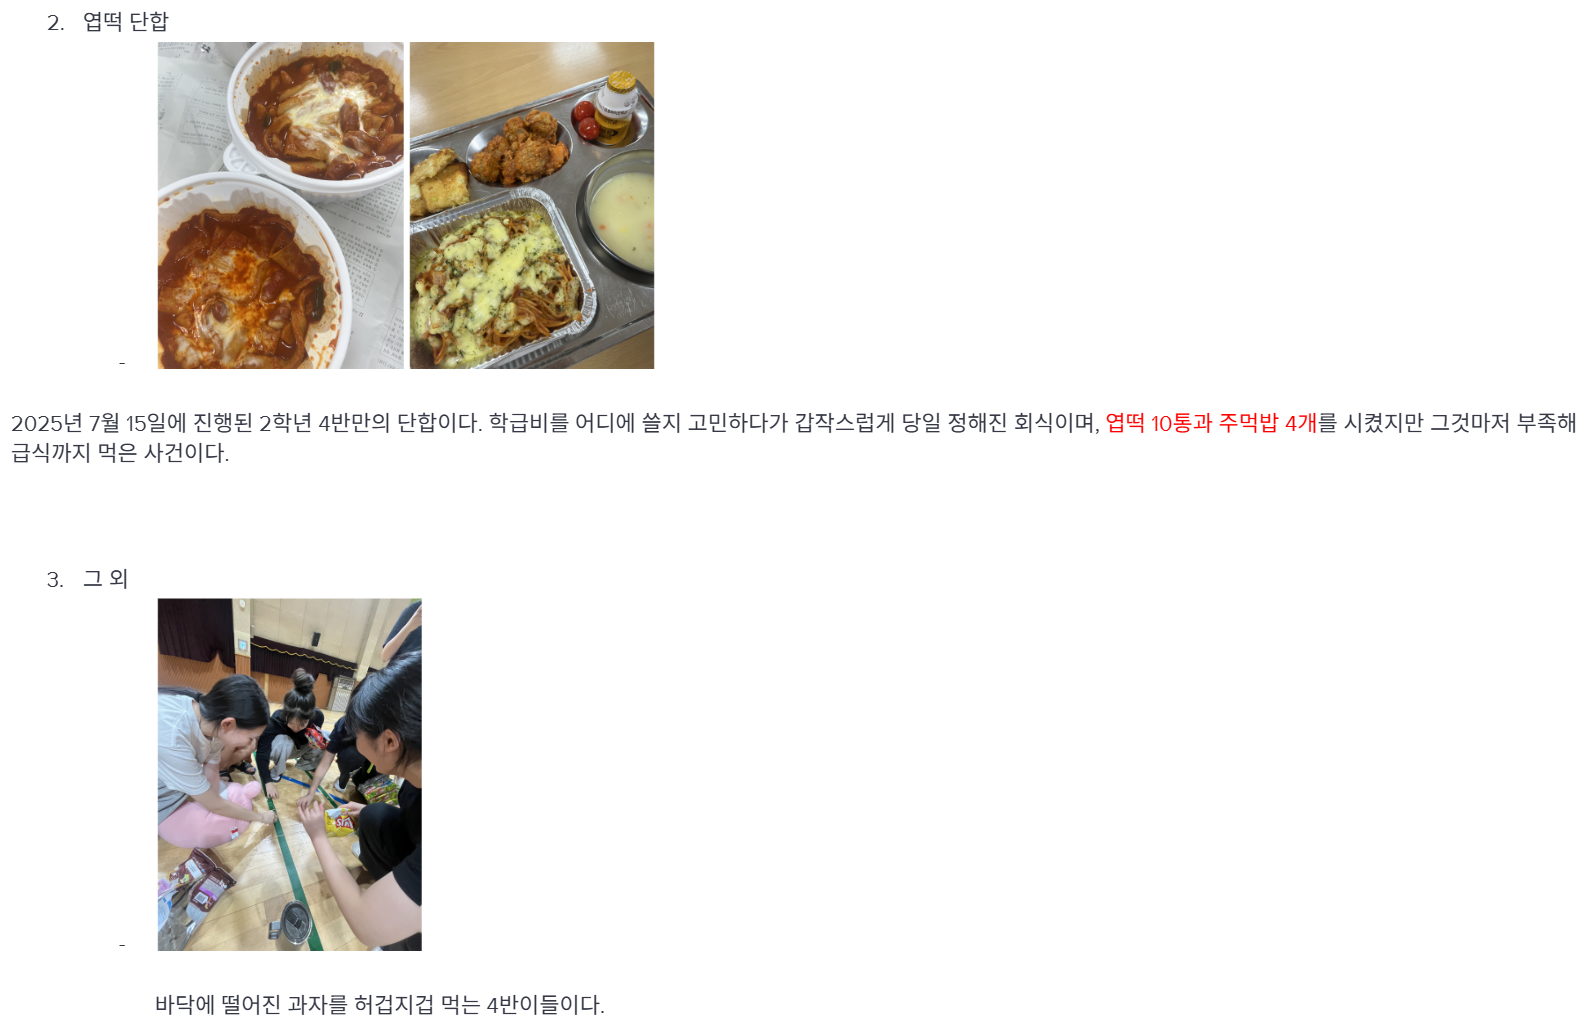 2. 엽떡 단합
-
2025년 7월 15일에 진행된 2학년 4반만의 단합이다. 학급비를 어디에 쓸지 고민하다가 갑작스럽게 당일 정해진 회식이며, 엽떡 10통과 주먹밥 4개를 시켰지만 그것마저 부족해
급식까지 먹은 사건이다.
3. 그 외
-
바닥에 떨어진 과자를 허겁지겁 먹는 4반이들이다.